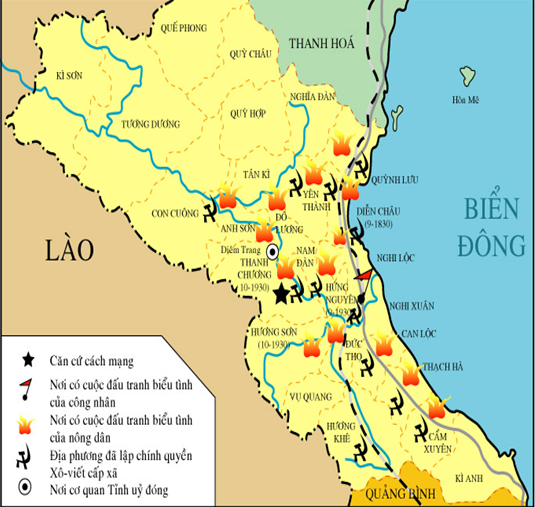 QUẾ PHONG
THANH HOÁ
QUỲ CHÂU
KÌ SƠN
NGHĨA ĐÀN
Hòn Mê
QUỲ HỢP
TƯƠNG DƯƠNG
TÂN KÌ
QUỲNH LƯU
YÊN
THÀNH
CON CUÔNG
DIỄN CHÂU
(9-1830)
BIỂN
ĐÔNG
ĐÔ
LƯƠNG
ANH SƠN
LÀO
Diêm Trang
NAM
ĐÀN
NGHI LỘC
THANH
CHƯƠNG
(10-1930)
HƯNG
NGUYÊN
(9-1930)
NGHI XUÂN
HƯƠNG SƠN
(10-1930)
ĐỨC
THỌ
CAN LỘC
THẠCH HÀ
VỤ QUANG
HƯƠNG
KHÊ
CẨM
XUYÊN
KÌ ANH
QUẢNG BÌNH
Căn cứ cách mạng
Nơi có cuộc đấu tranh biểu tình
của công nhân
Nơi có cuộc đấu tranh biểu tình
của nông dân
Địa phương đã lập chính quyền
Xô-viết cấp xã
Nơi cơ quan Tỉnh uỷ đóng